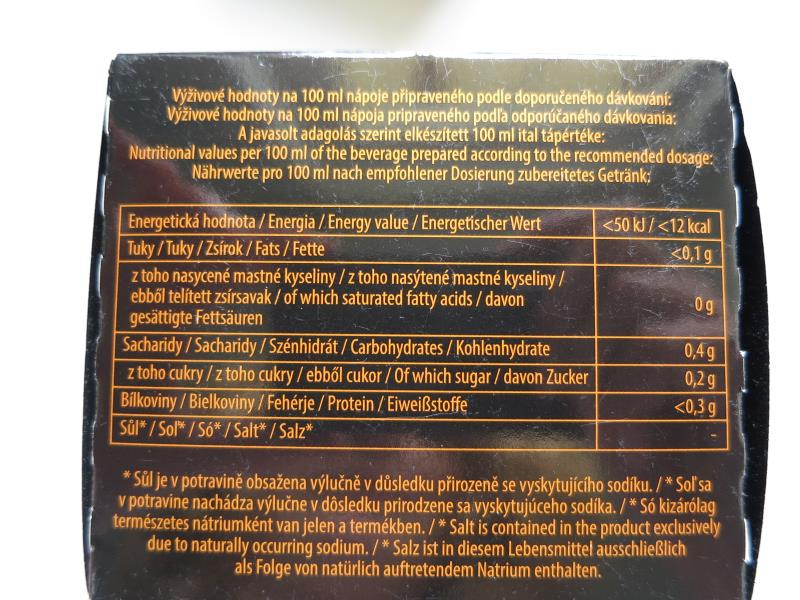 Výživové hodnoty na 100 ml nápoje připraveného podle doporučeného dávkování:
Výživové hodnoty na 100 ml nápoja pripraveného podľa odporúčaného dávkovania:
A javasolt adagolás szerint elkészített 100 ml ital tápértéke:
Nutritional values per 100 ml of the beverage prepared according to the recommended dosage:
Nährwerte pro 100 ml nach empfohlener Dosierung zubereitetes Getränk:
Energetická hodnota / Energia / Energy value / Energetischer Wert <50 kJ / <12 kcal
Tuky / Tuky / Zsírok / Fats / Fette <0,1 g
z toho nasycené mastné kyseliny / z toho nasýtené mastné kyseliny /
ebből telített zsírsavak / of which saturated fatty acids / davon
gesättigte Fettsäuren 0 g
Sacharidy / Sacharidy / Szénhidrát / Carbohydrates / Kohlenhydrate 0,4 g
z toho cukry / z toho cukry / ebből cukor / Of which sugar / davon Zucker 0,2 g
Bílkoviny / Bielkoviny / Fehérje / Protein / Eiweißstoffe <0,3 g
Sůl* / Soľ* / Só* / Salt* / Salz* -
* Sůl je v potravině obsažena výlučně v důsledku přirozeně se vyskytujícího sodíku. / * Soľ sa
v potravine nachádza výlučne v dôsledku prirodzene sa vyskytujúceho sodíka. / * Só kizárólag
természetes nátriumként van jelen a termékben. / * Salt is contained in the product exclusively
due to naturally occurring sodium. / * Salz ist in diesem Lebensmittel ausschließlich
als Folge von natürlich auftretendem Natrium enthalten.